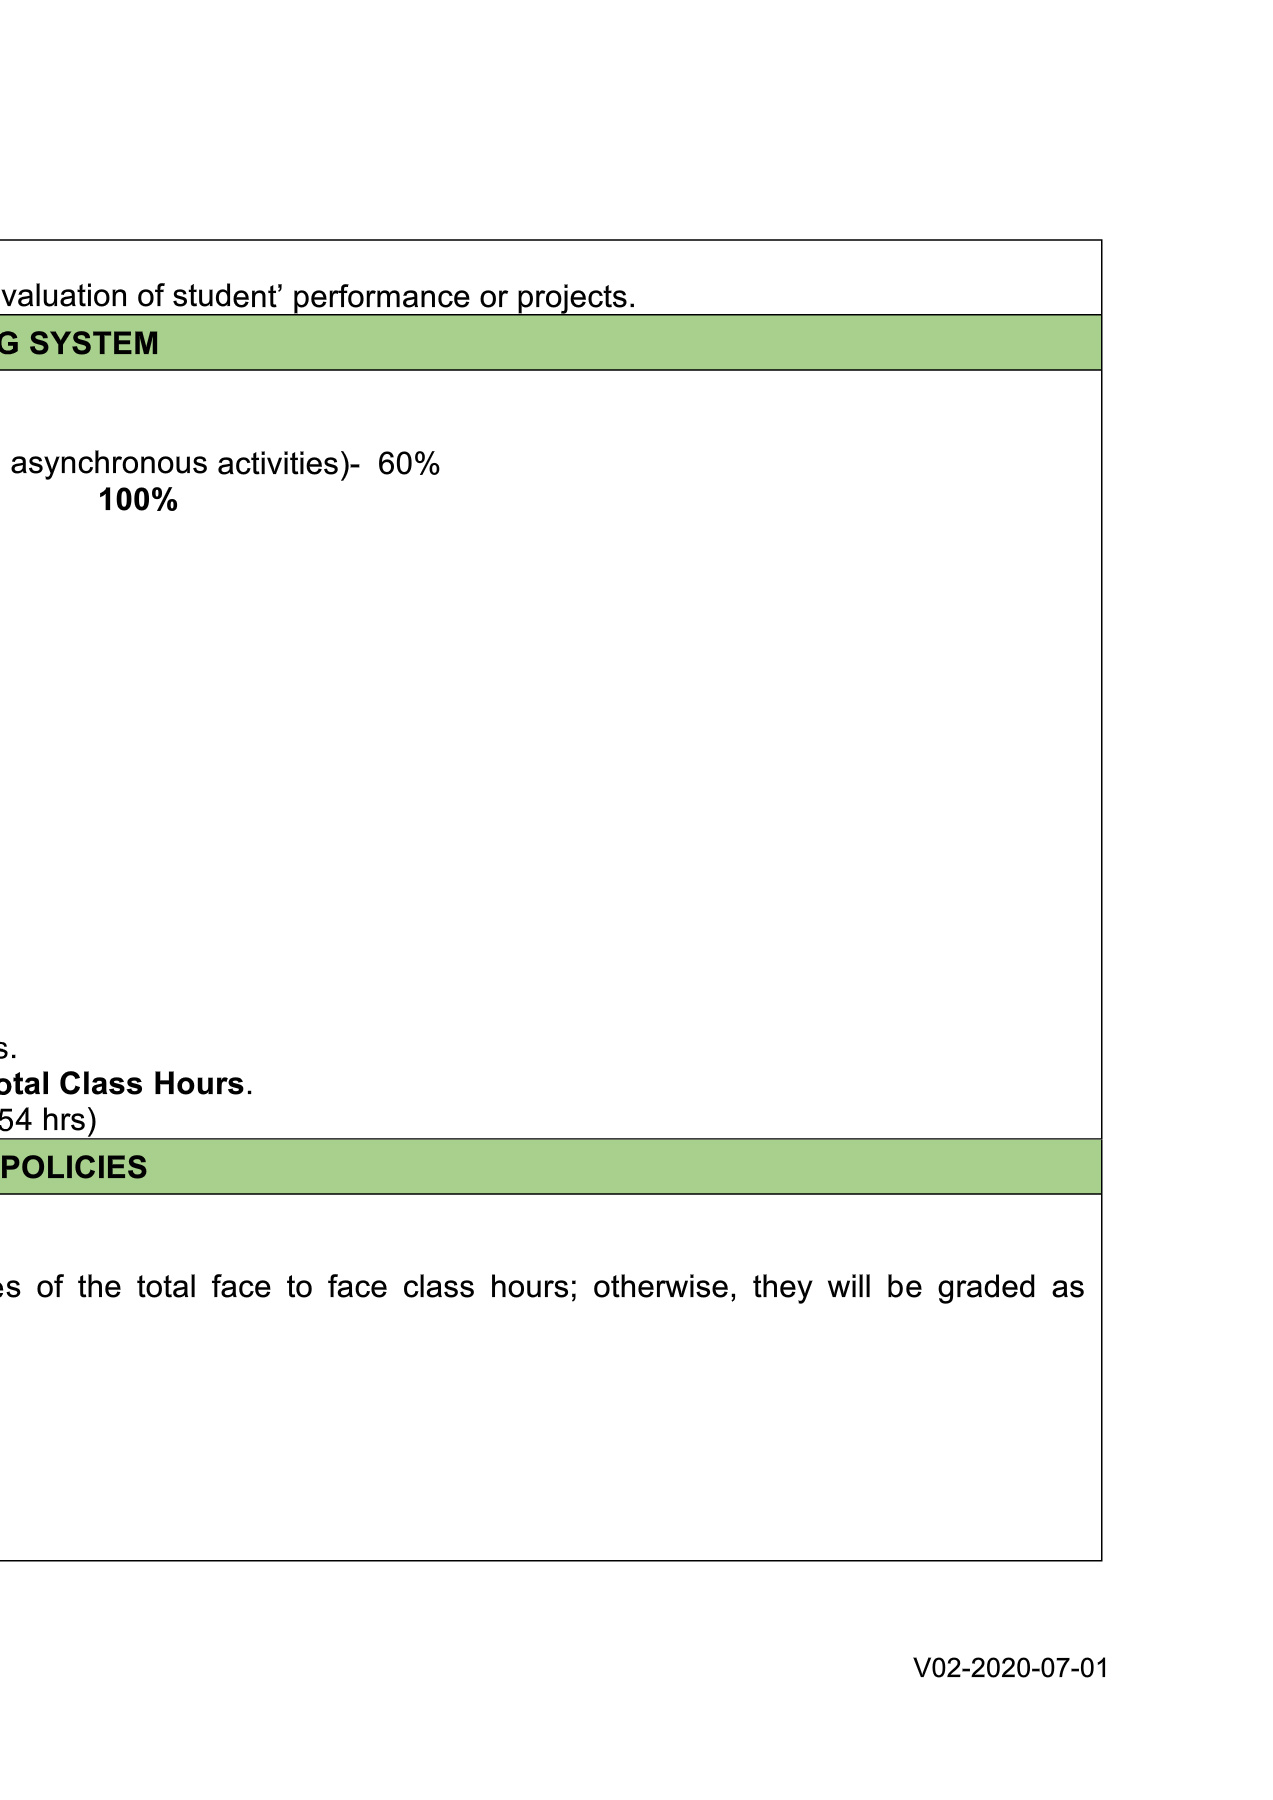 valuation of student’ performance or projects.
G SYSTEM
asynchronous activities)- 60%
100%
s.
otal Class Hours.
54 hrs)
POLICIES
es of the total face to face class hours; otherwise, they will be graded as
V02-2020-07-01